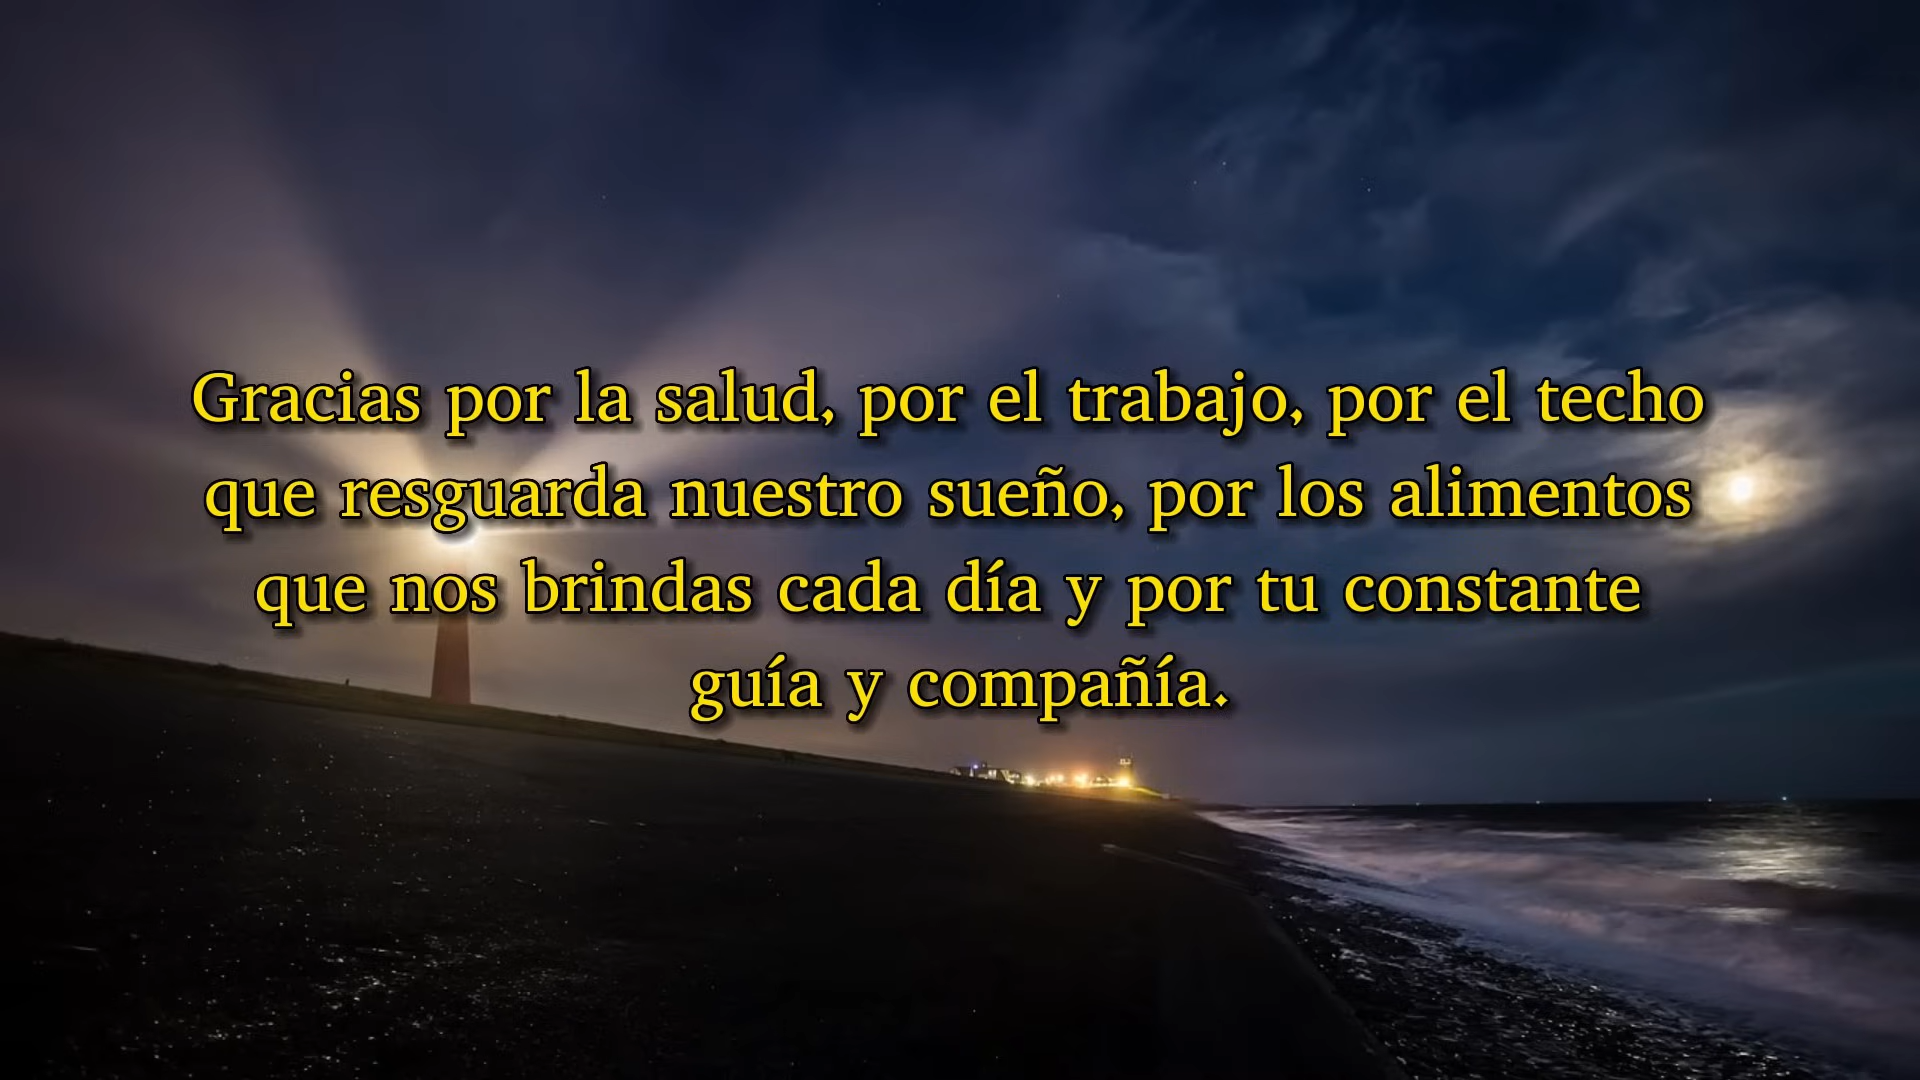 Gracias por la salud, por el trabajo, por el techo
que resguarda nuestro sueño, por los alimentos
que nos brindas cada día y por tu constante
guía y compañía.